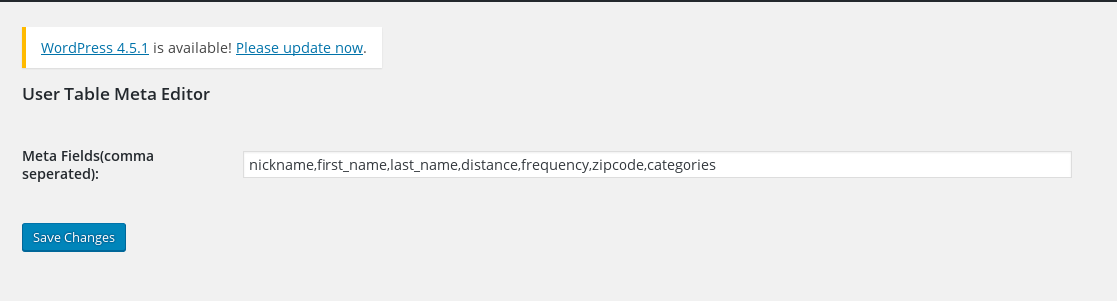 WordPress 4.5.1 is available! Please update now.
User Table Meta Editor
Meta Fields(comma
seperated):
nickname,first_name,last_name,distance,frequency,zipcode,categories
Save Changes